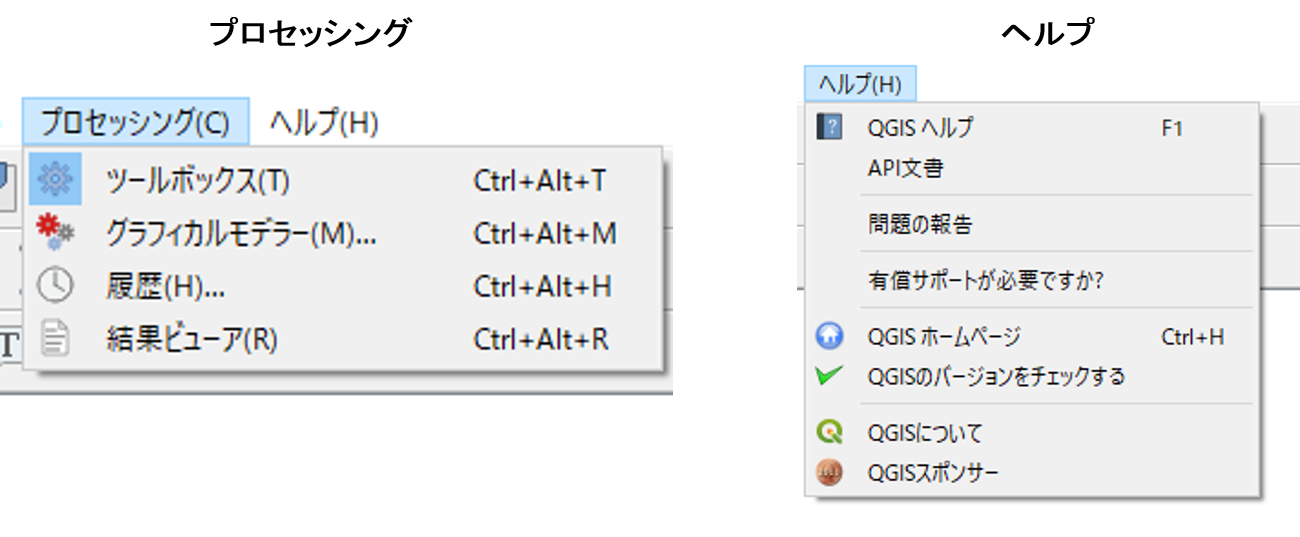 プロセッシング
プロセッシング(C) ヘルプ(H)
ツールボックス(T) Ctrl+Alt+T
グラフィカルモデラー(M)... Ctrl+Alt+M
履歴(H)... Ctrl+Alt+H
結果ビューア(R) Ctrl+Alt+R
T
ヘルプ
ヘルプ(H)
QGIS ヘルプ F1
API文書
問題の報告
有償サポートが必要ですか?
QGIS ホームページ Ctrl+H
QGISのバージョンをチェックする
QGISについて
QGISスポンサー